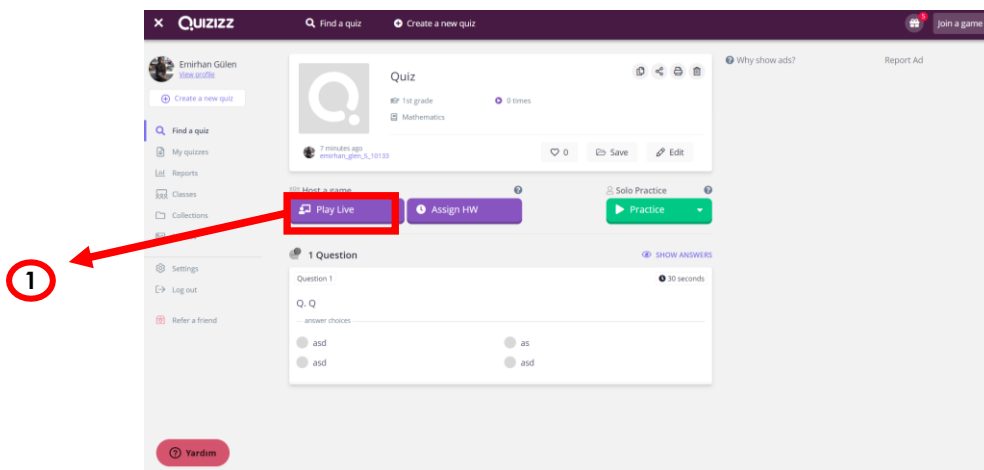 × QUIZIZZ Find a quiz Create a new quiz 5 Join a game
Emirhan Gülen
View profile
Create a new quiz
Find a quiz
My quizzes
Reports
Classes
Collections
Settings
Log out
Refer a friend
Yardım
1
Quiz
1st grade 0 times
Mathematics
7 minutes ago
emirhan_glen_5_10133
0 Save Edit
Host a game Solo Practice
Play Live Assign HW Practice
1 Question SHOW ANSWERS
Question 1 30 seconds
Q. Q
answer choices
asd as
asd asd
Why show ads? Report Ad